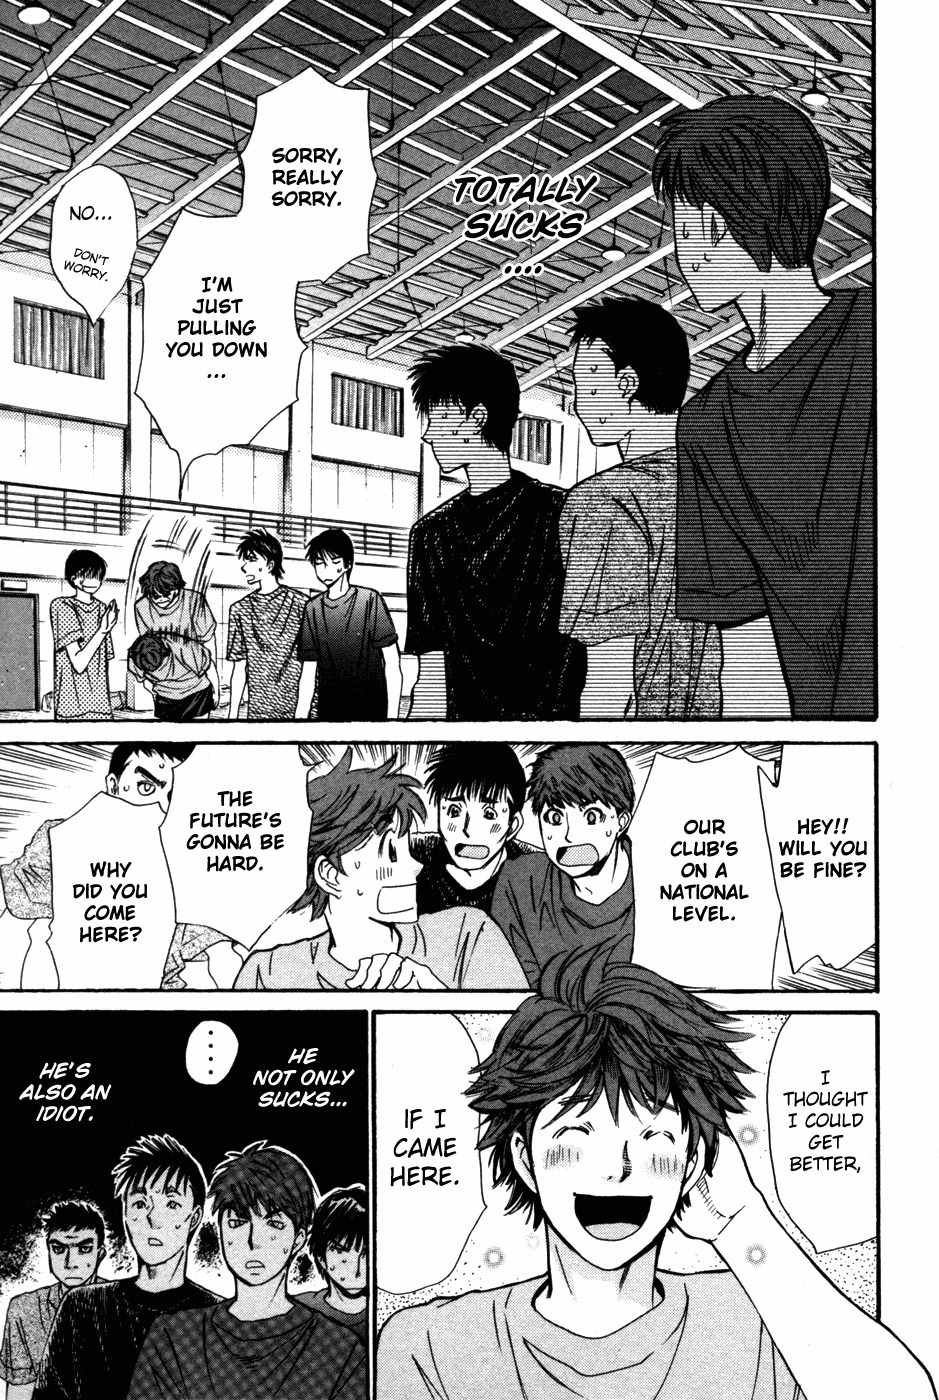 TOTALLY
SUCKS
....
SORRY,
REALLY
SORRY.
I'M
JUST
PULLING
YOU DOWN
...
NO...
DON'T
WORRY.
HEY!!
WILL YOU
BE FINE?
OUR
CLUB'S
ON A
NATIONAL
LEVEL.
THE
FUTURE'S
GONNA BE
HARD.
WHY
DID YOU
COME
HERE?
I
THOUGHT
I COULD
GET
BETTER,
IF I
CAME
HERE.
HE
NOT ONLY
SUCKS...
....
HE'S
ALSO AN
IDIOT.